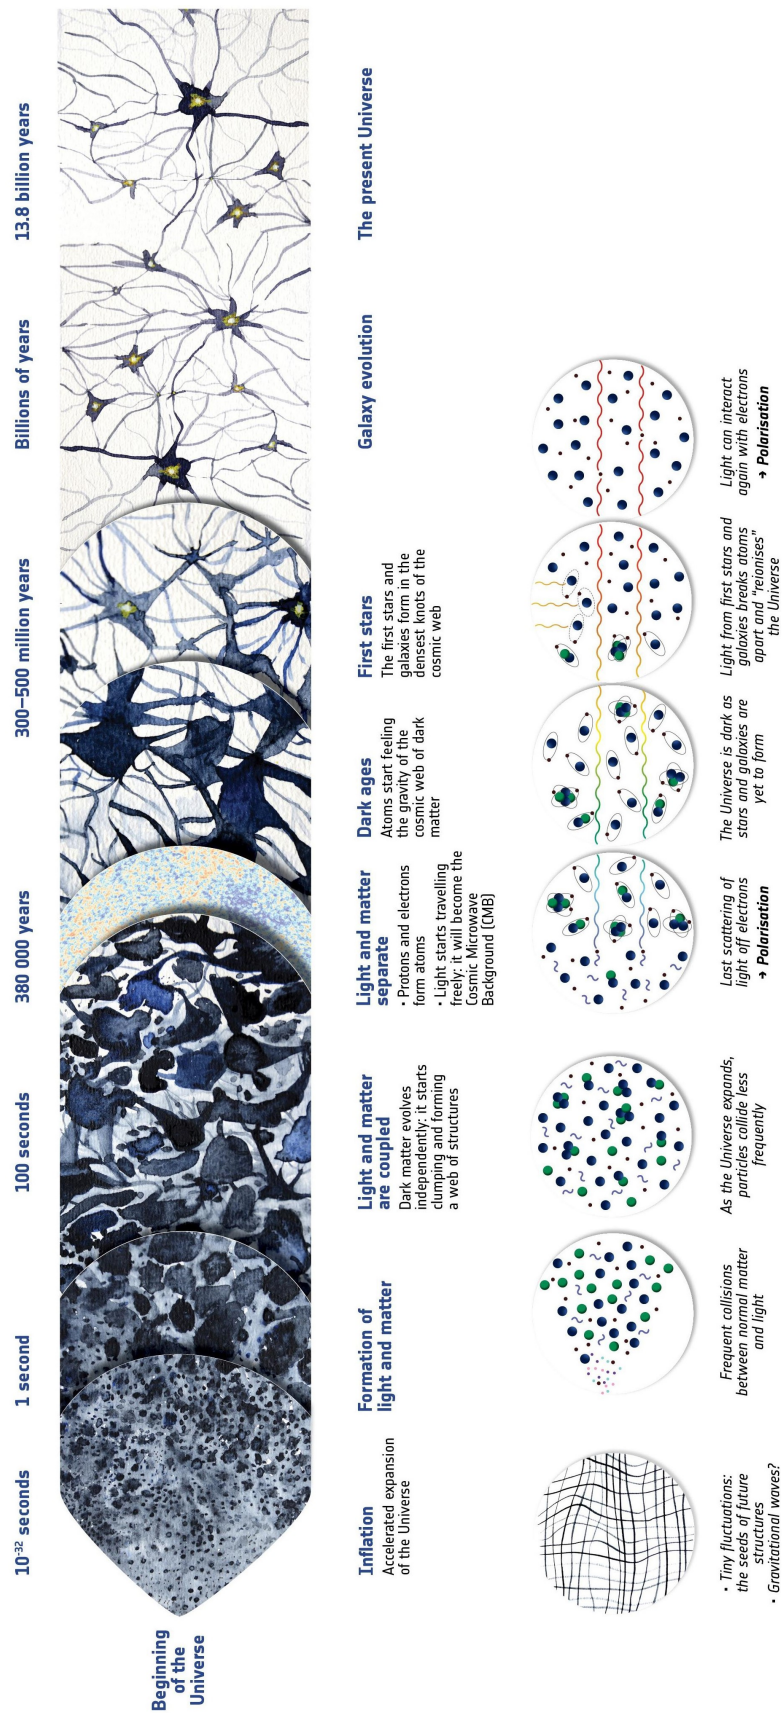 10⁻³² seconds
1 second
100 seconds
380 000 years
300–500 million years
Billions of years
13.8 billion years
Beginning
of the
Universe
Inflation
Accelerated expansion
of the Universe
Formation of
light and matter
Light and matter
are coupled
Dark matter evolves
independently: it starts
clumping and forming
a web of structures
Light and matter
separate
• Protons and electrons
form atoms
• Light starts travelling
freely: it will become the
Cosmic Microwave
Background (CMB)
Dark ages
Atoms start feeling
the gravity of the
cosmic web of dark
matter
First stars
The first stars and
galaxies form in the
densest knots of the
cosmic web
Galaxy evolution
The present Universe
• Tiny fluctuations:
the seeds of future
structures
• Gravitational waves?
Frequent collisions
between normal matter
and light
As the Universe expands,
particles collide less
frequently
Last scattering of
light off electrons
→ Polarisation
The Universe is dark as
stars and galaxies are
yet to form
Light from first stars and
galaxies breaks atoms
apart and "reionises"
the Universe
Light can interact
again with electrons
→ Polarisation